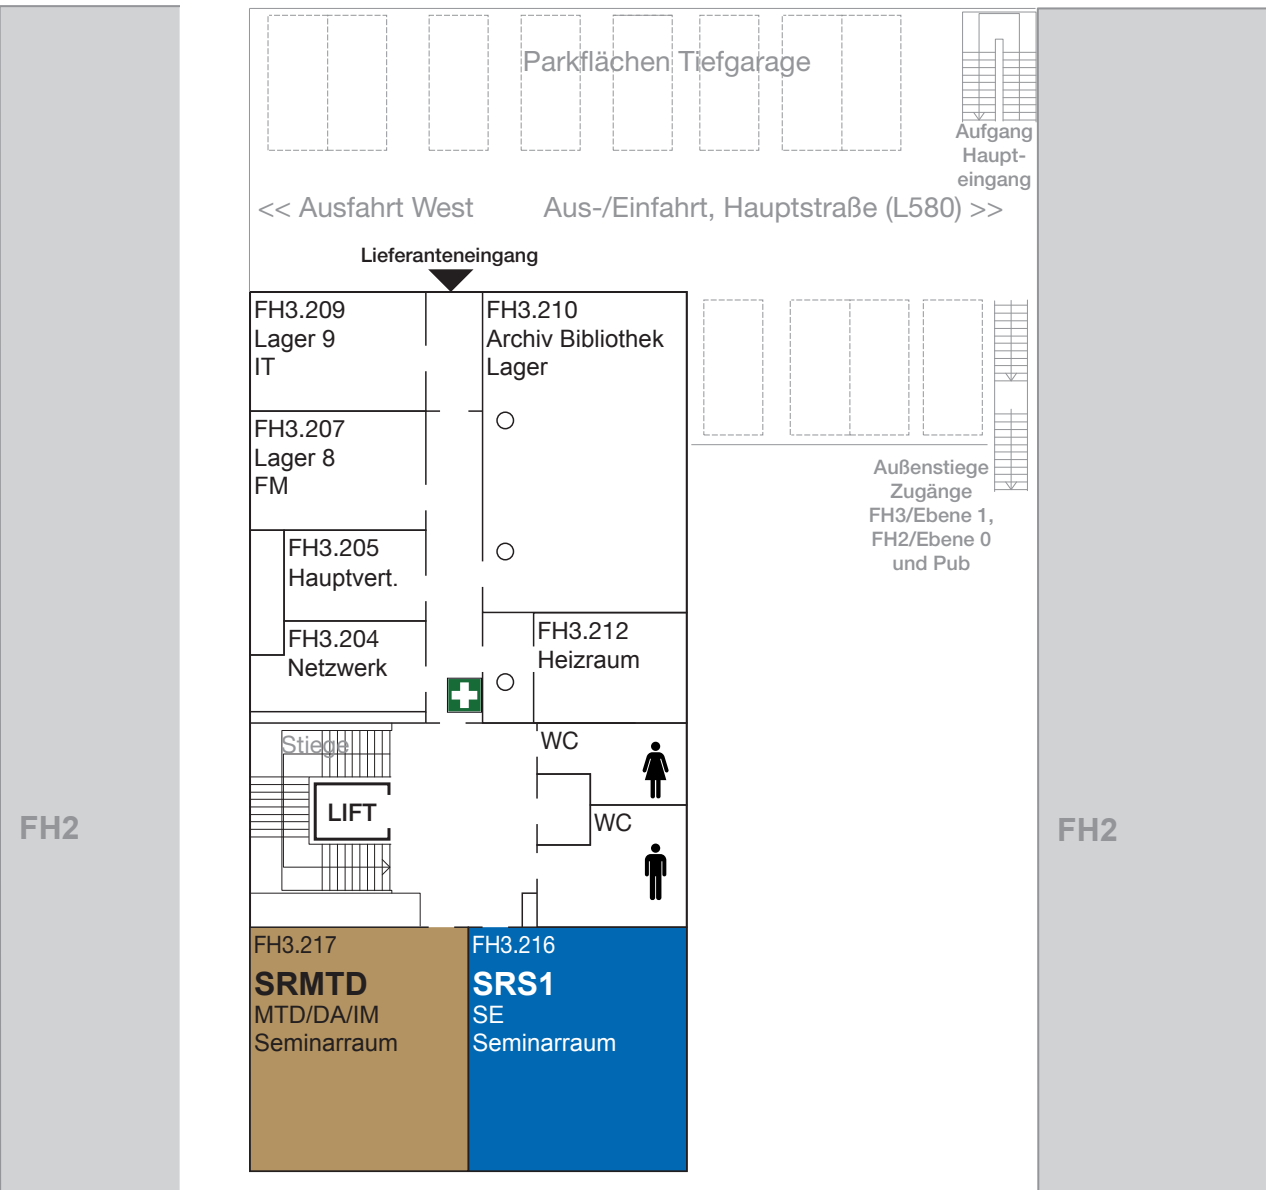 Parkflächen Tiefgarage
Aufgang
Haupt-
eingang
<< Ausfahrt West
Aus-/Einfahrt, Hauptstraße (L580) >>
Lieferanteneingang
FH3.209
Lager 9
IT
FH3.210
Archiv Bibliothek
Lager
FH3.207
Lager 8
FM
Außenstiege
Zugänge
FH3/Ebene 1,
FH2/Ebene 0
und Pub
FH3.205
Hauptvert.
FH3.204
Netzwerk
FH3.212
Heizraum
Stiege
WC
LIFT
WC
FH2
FH2
FH3.217
SRMTD
MTD/DA/IM
Seminarraum
FH3.216
SRS1
SE
Seminarraum